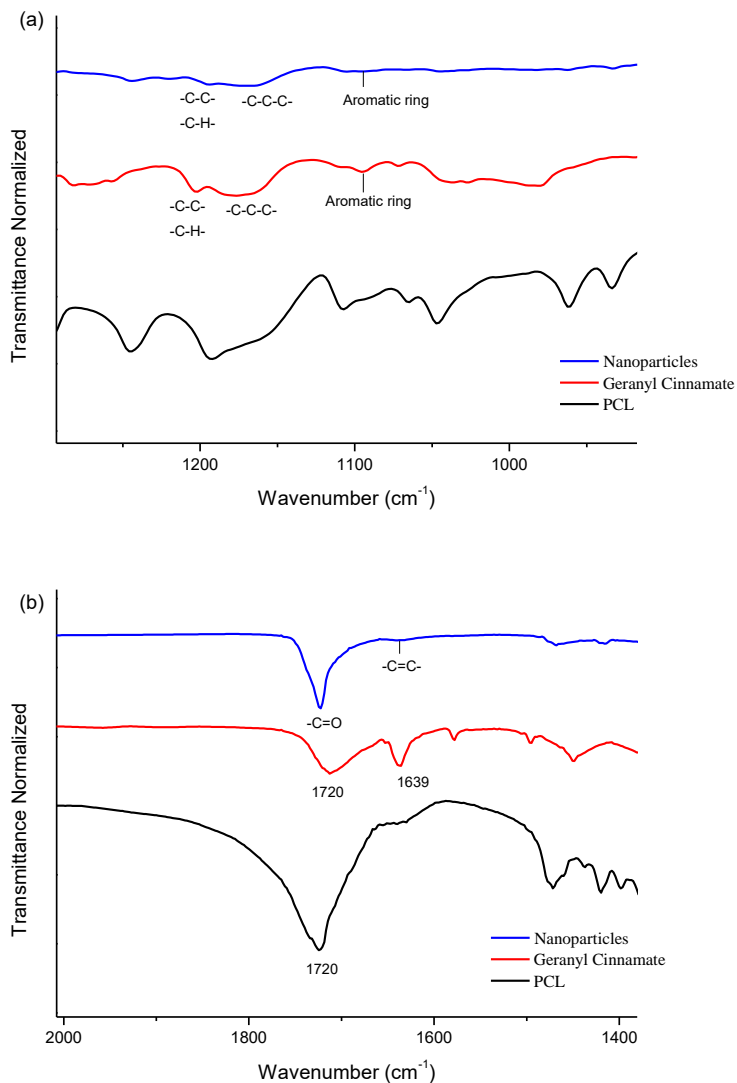 (a)
Transmittance Normalized
-C-C-
-C-H-
-C-C-C-
Aromatic ring
-C-C-
-C-H-
-C-C-C-
Aromatic ring
Nanoparticles
Geranyl Cinnamate
PCL
1200
1100
1000
Wavenumber (cm-1)
(b)
Transmittance Normalized
-C=C-
-C=O
1720
1639
1720
Nanoparticles
Geranyl Cinnamate
PCL
2000
1800
1600
1400
Wavenumber (cm-1)